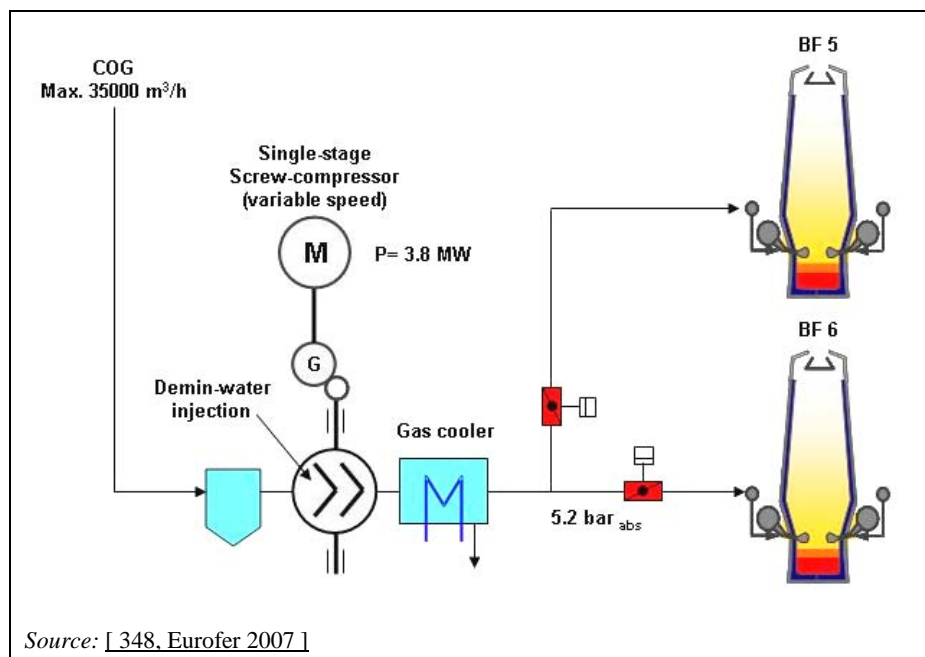 COG
Max. 35000 m³/h
BF 5
Single-stage
Screw-compressor
(variable speed)
M
P= 3.8 MW
G
Demin-water
injection
Gas cooler
BF 6
5.2 bar abs
Source: [ 348, Eurofer 2007 ]